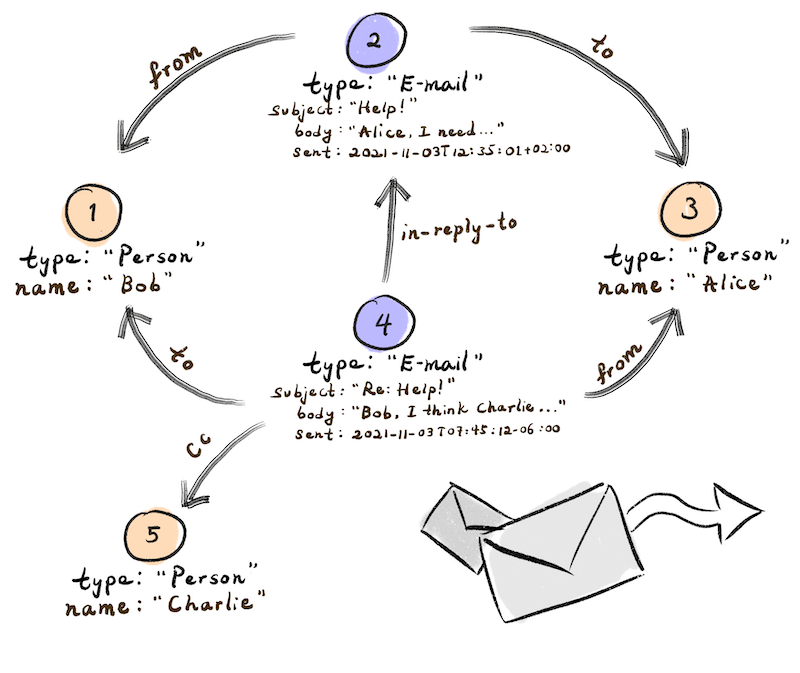 2
from
to
type: "E-mail"
subject: "Help!"
body: "Alice, I need..."
sent: 2021-11-03T12:35:01+02:00
1
type: "Person"
name: "Bob"
in-reply-to
3
type: "Person"
name: "Alice"
4
type: "E-mail"
subject: "Re: Help!"
body: "Bob, I think Charlie..."
sent: 2021-11-03T07:45:12-06:00
to
from
cc
5
type: "Person"
name: "Charlie"